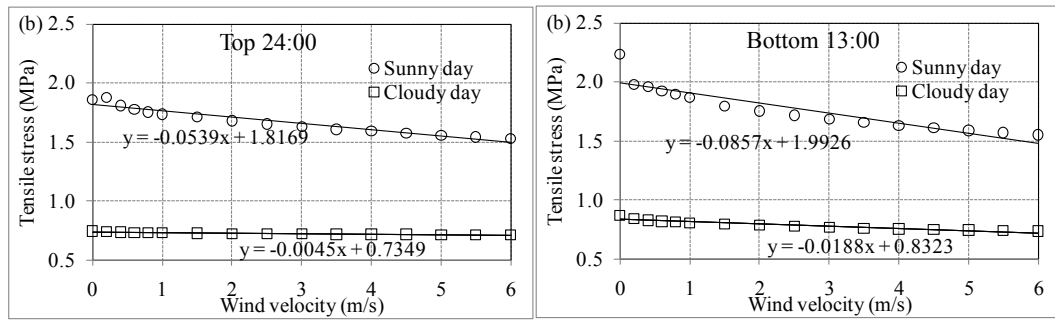 (b)
Top 24:00
Sunny day
Cloudy day
y = -0.0539x + 1.8169
y = -0.0045x + 0.7349
Tensile stress (MPa)
2.5
2.0
1.5
1.0
0.5
0 1 2 3 4 5 6
Wind velocity (m/s)
(b)
Bottom 13:00
Sunny day
Cloudy day
y = -0.0857x + 1.9926
y = -0.0188x + 0.8323
Tensile stress (MPa)
2.5
2.0
1.5
1.0
0.5
0 1 2 3 4 5 6
Wind velocity (m/s)